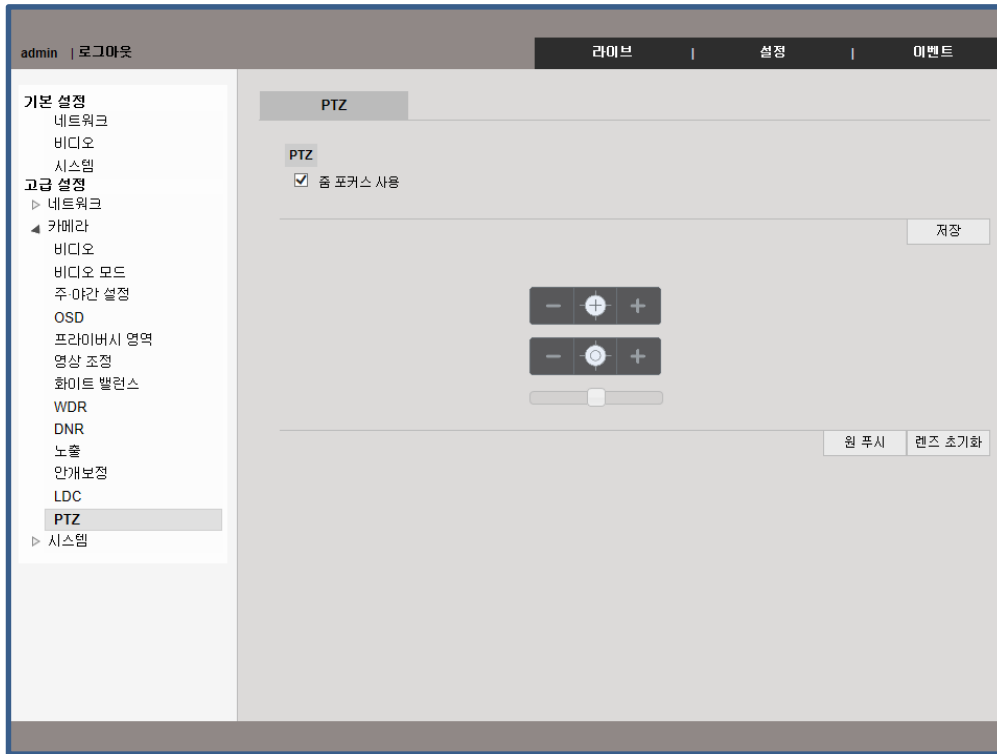 admin | 로그아웃
라이브 | 설정 | 이벤트
기본 설정
네트워크
비디오
시스템
고급 설정
네트워크
카메라
비디오
비디오 모드
주·야간 설정
OSD
프라이버시 영역
영상 조정
화이트 밸런스
WDR
DNR
노출
안개보정
LDC
PTZ
시스템
PTZ
PTZ
줌 포커스 사용
저장
원 푸시
렌즈 초기화